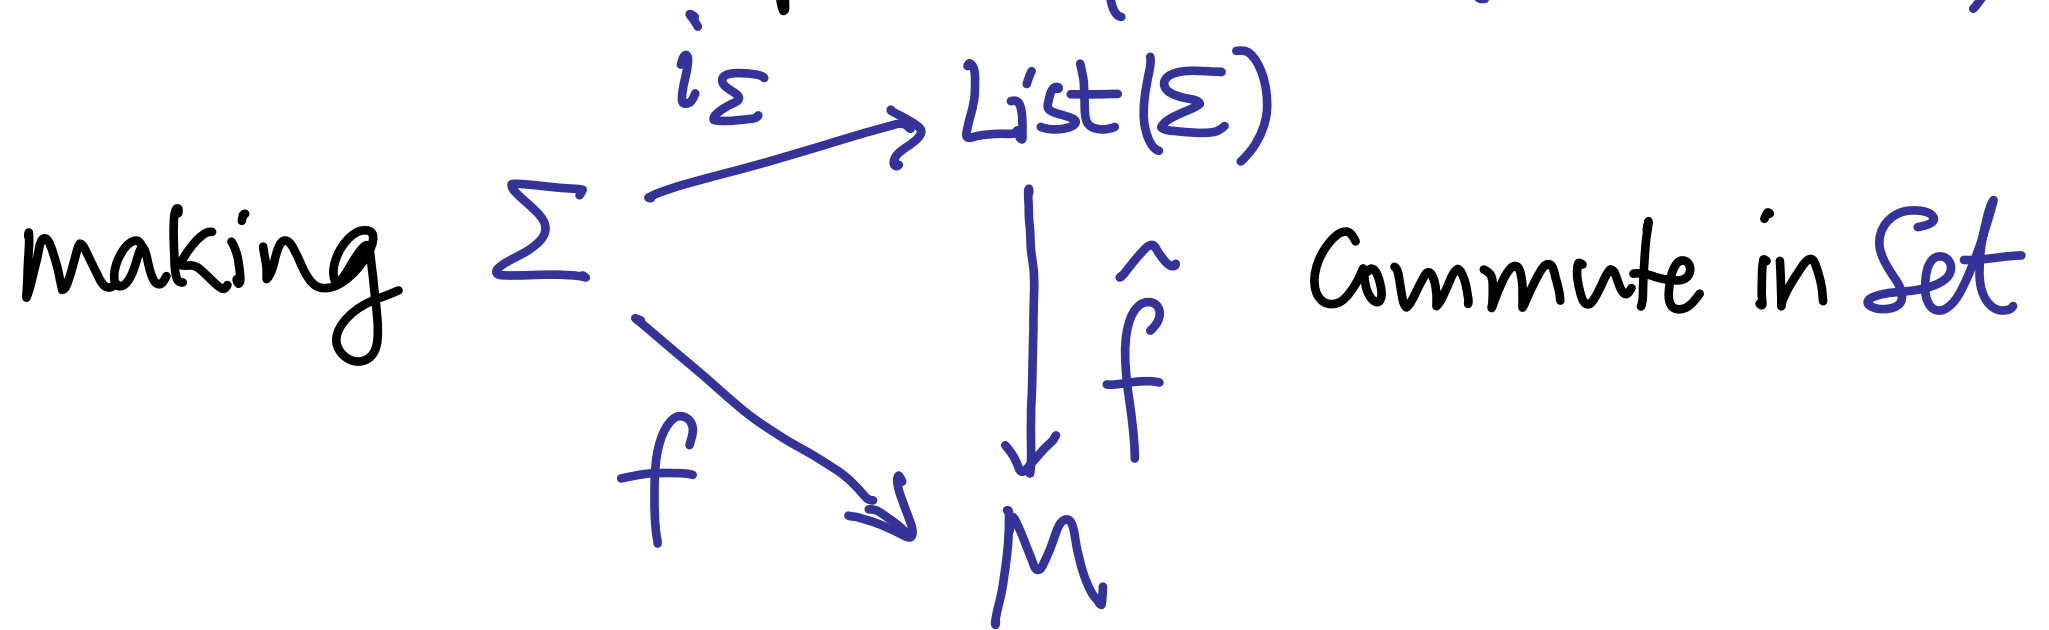 i_Σ List(Σ)
making Σ f̂ commute in Set
f
M